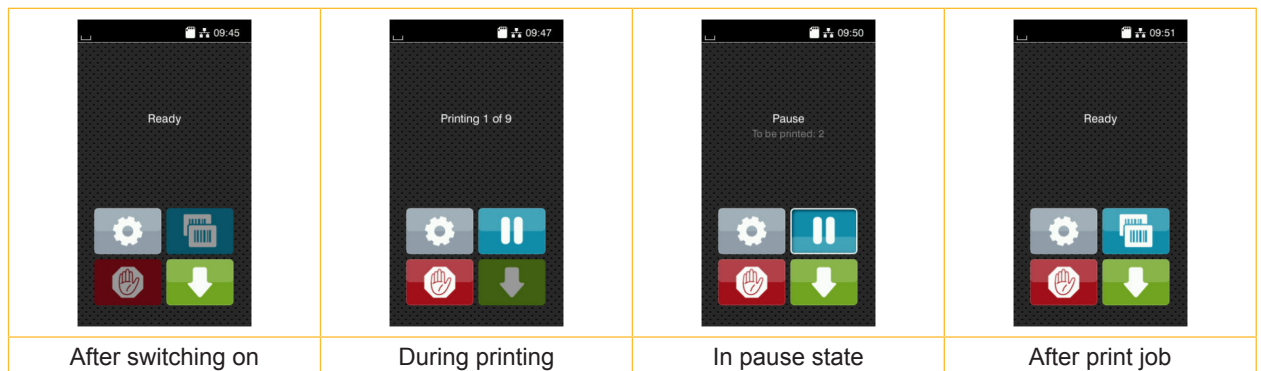 09:45
Ready
After switching on
09:47
Printing 1 of 9
During printing
09:50
Pause
To be printed: 2
In pause state
09:51
Ready
After print job